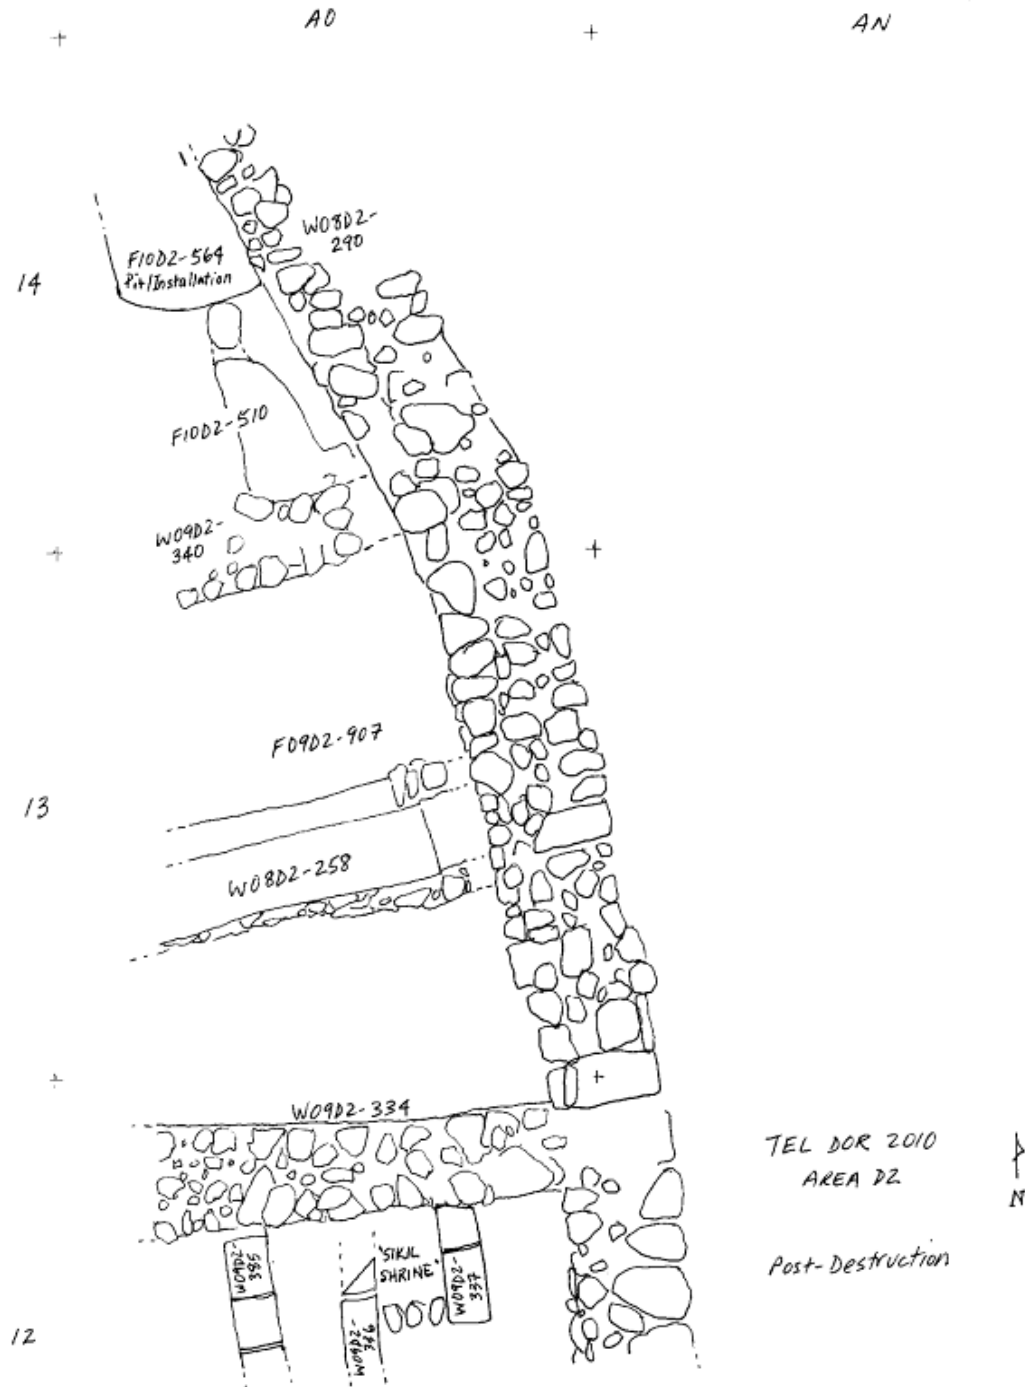 AO
AN
W08D2-
290
F10D2-564
Pit/Installation
14
F10D2-510
W09D2-
340
F09D2-907
13
W08D2-258
W09D2-334
TEL DOR 2010
AREA D2
N
Post-Destruction
'SIKIL
SHRINE'
W09D2-
385
W09D2-
337
W09D2-
12